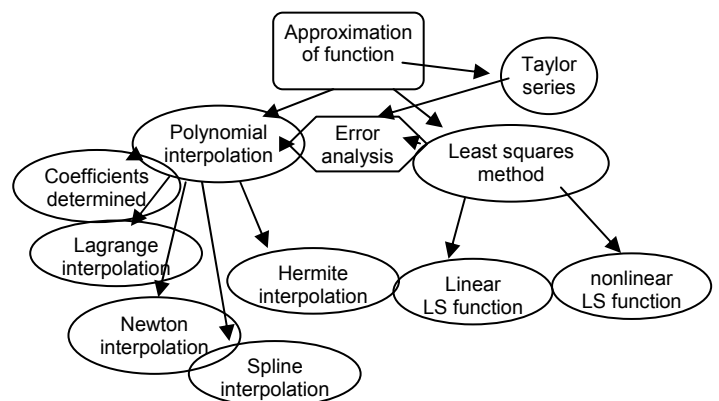 Approximation
of function
Taylor
series
Polynomial
interpolation
Error
analysis
Least squares
method
Coefficients
determined
Lagrange
interpolation
Hermite
interpolation
Linear
LS function
nonlinear
LS function
Newton
interpolation
Spline
interpolation